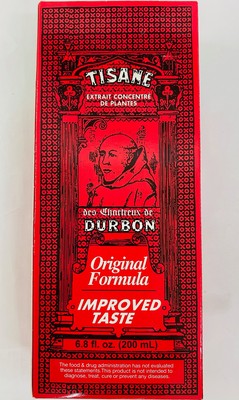 TISANE
EXTRAIT CONCENTRÉ
DE PLANTES
des Chartreux de
DURBON
Original
Formula
IMPROVED
TASTE
6.8 fl. oz. (200 mL)
The food & drug administration has not evaluated
these statements.This product is not intended to
diagnose, treat, cure or prevent any diseases.